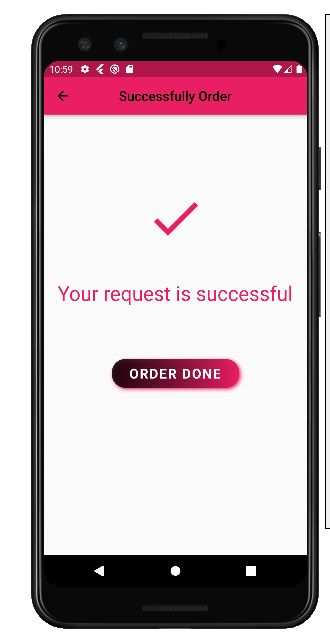 10:59
Successfully Order
Your request is successful
ORDER DONE